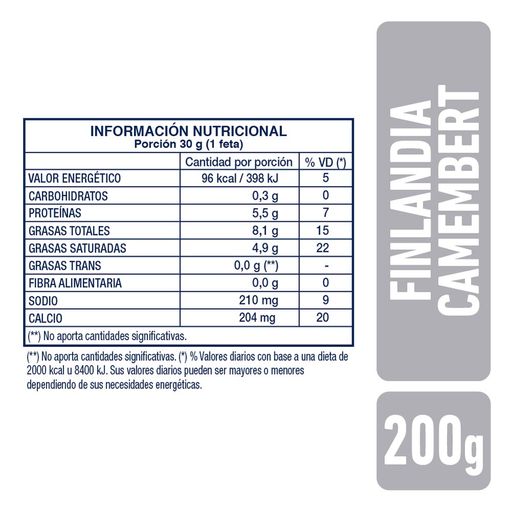 INFORMACIÓN NUTRICIONAL
Porción 30 g (1 feta)
Cantidad por porción % VD (*)
VALOR ENERGÉTICO 96 kcal / 398 kJ 5
CARBOHIDRATOS 0,3 g 0
PROTEÍNAS 5,5 g 7
GRASAS TOTALES 8,1 g 15
GRASAS SATURADAS 4,9 g 22
GRASAS TRANS 0,0 g (**) -
FIBRA ALIMENTARIA 0,0 g 0
SODIO 210 mg 9
CALCIO 204 mg 20
(**) No aporta cantidades significativas.
(**) No aporta cantidades significativas. (*) % Valores diarios con base a una dieta de
2000 kcal u 8400 kJ. Sus valores diarios pueden ser mayores o menores
dependiendo de sus necesidades energéticas.
FINLANDIA
CAMEMBERT
200g